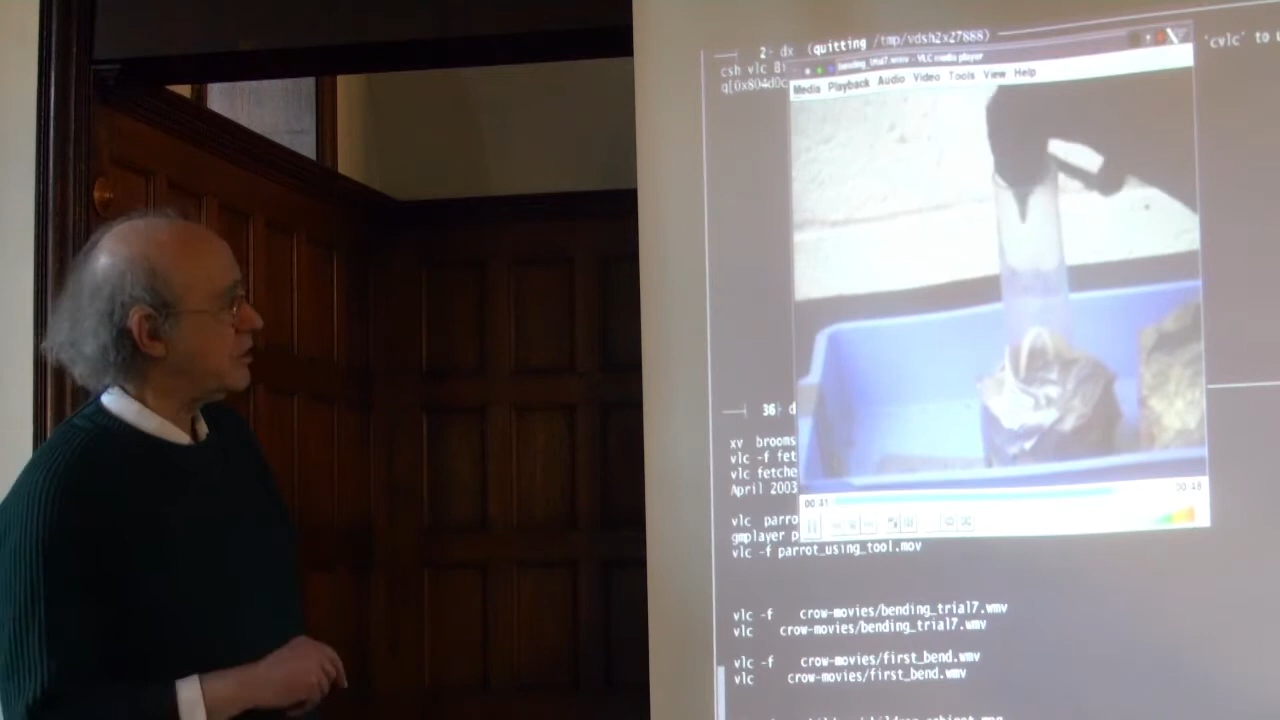 2- dx (quitting /tmp/vdsh2x27888)
'cvlc' to u
csh vlc 8)
bending_trial7.wmv - VLC media player
q[0x804d0c
Media Playback Audio Video Tools View Help
36- d
xv brooms
vlc -f fet
vlc fetche
April 2003
00:41 00:48
vlc parro
gmplayer p
vlc -f parrot_using_tool.mov
vlc -f crow-movies/bending_trial7.wmv
vlc crow-movies/bending_trial7.wmv
vlc -f crow-movies/first_bend.wmv
vlc crow-movies/first_bend.wmv